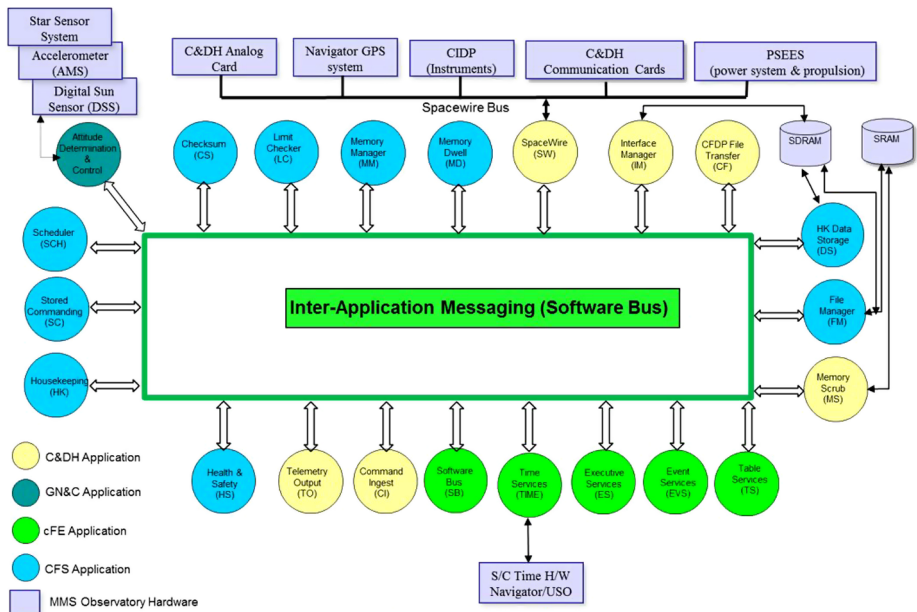 Star Sensor
System
Accelerometer
(AMS)
Digital Sun
Sensor (DSS)
C&DH Analog
Card
Navigator GPS
system
CIDP
(Instruments)
C&DH
Communication Cards
PSEES
(power system & propulsion)
Spacewire Bus
Attitude
Determination
&
Control
Checksum
(CS)
Limit
Checker
(LC)
Memory
Manager
(MM)
Memory
Dwell
(MD)
SpaceWire
(SW)
Interface
Manager
(IM)
CFDP File
Transfer
(CF)
SDRAM
SRAM
Scheduler
(SCH)
Stored
Commanding
(SC)
Housekeeping
(HK)
Inter-Application Messaging (Software Bus)
HK Data
Storage
(DS)
File
Manager
(FM)
Memory
Scrub
(MS)
Health &
Safety
(HS)
Telemetry
Output
(TO)
Command
Ingest
(CI)
Software
Bus
(SB)
Time
Services
(TIME)
Executive
Services
(ES)
Event
Services
(EVS)
Table
Services
(TS)
S/C Time H/W
Navigator/USO
C&DH Application
GN&C Application
cFE Application
CFS Application
MMS Observatory Hardware